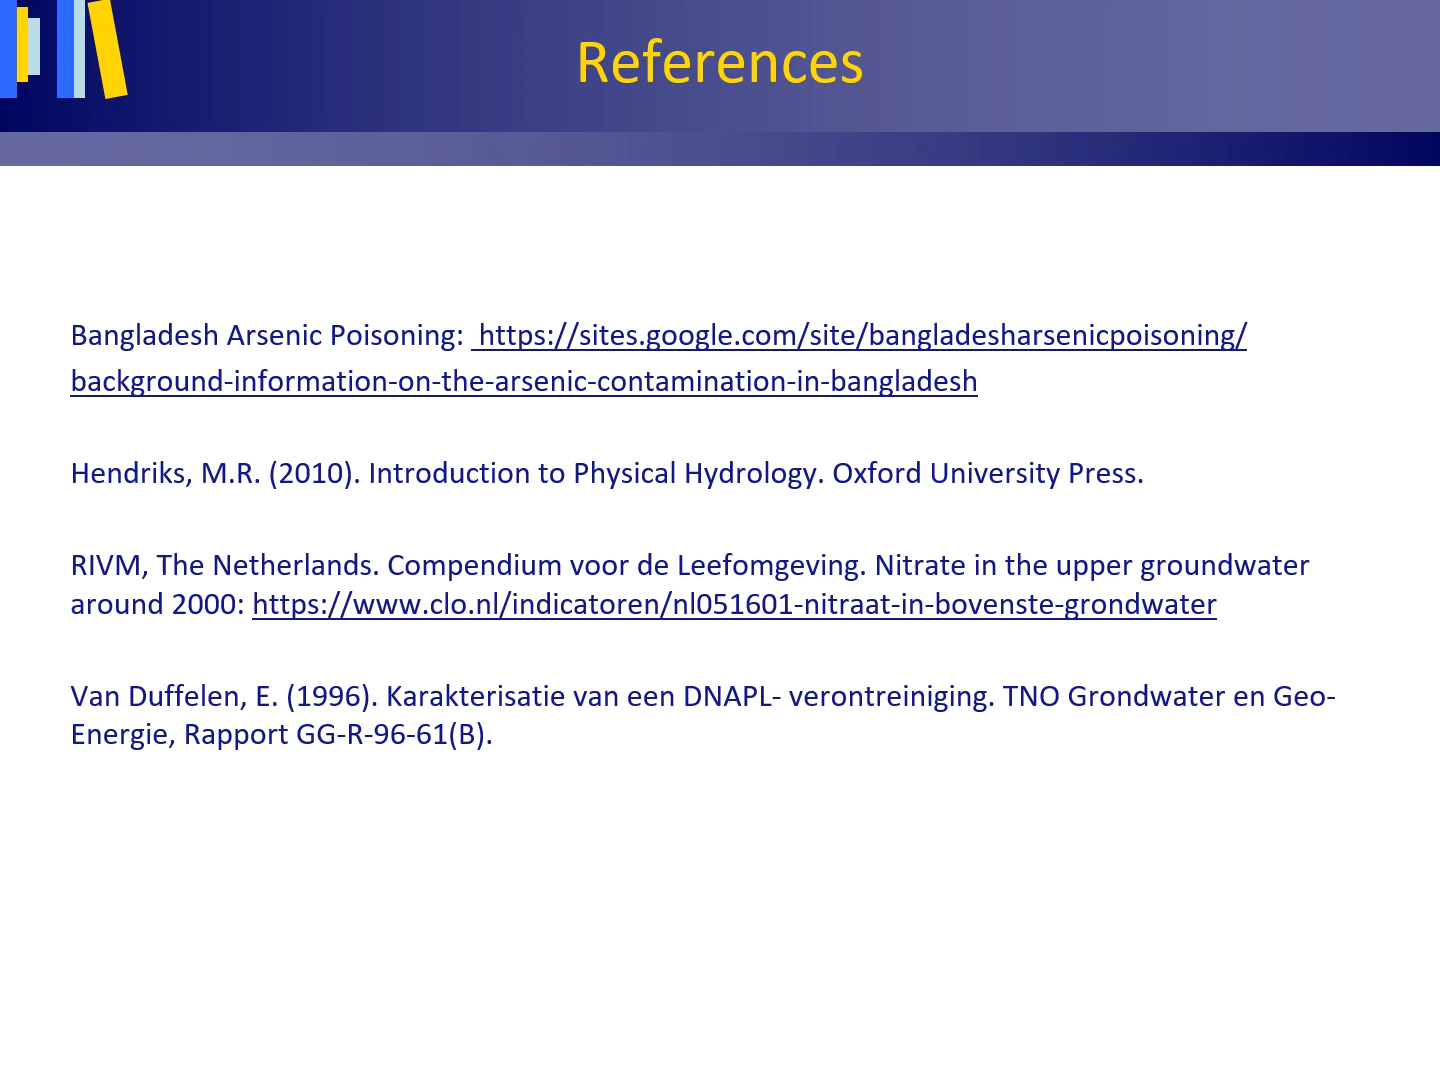 References
Bangladesh Arsenic Poisoning:  https://sites.google.com/site/bangladesharsenicpoisoning/
background-information-on-the-arsenic-contamination-in-bangladesh
Hendriks, M.R. (2010). Introduction to Physical Hydrology. Oxford University Press.
RIVM, The Netherlands. Compendium voor de Leefomgeving. Nitrate in the upper groundwater
around 2000: https://www.clo.nl/indicatoren/nl051601-nitraat-in-bovenste-grondwater
Van Duffelen, E. (1996). Karakterisatie van een DNAPL- verontreiniging. TNO Grondwater en Geo-
Energie, Rapport GG-R-96-61(B).